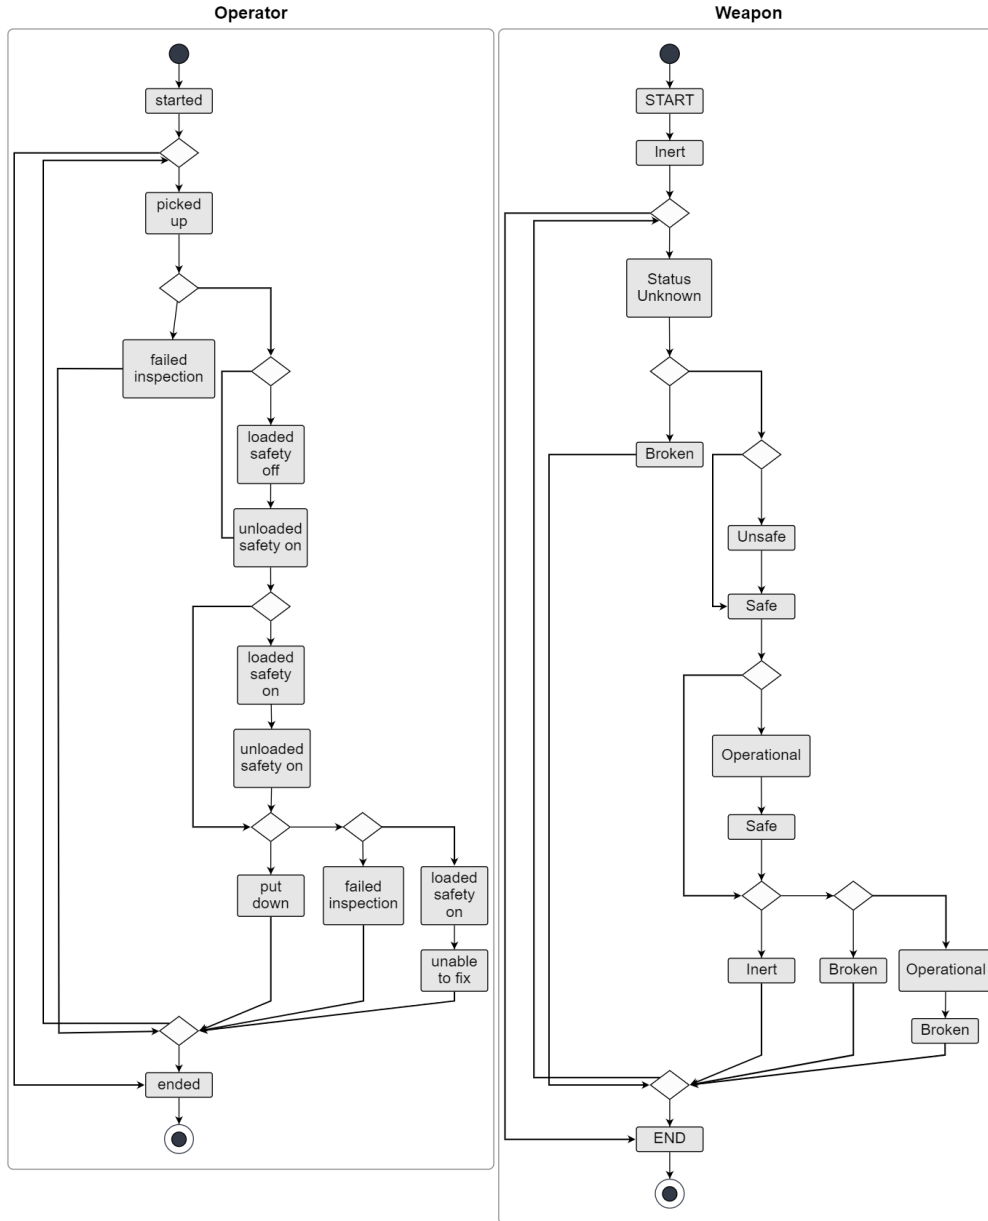 Operator
started
picked
up
failed
inspection
loaded
safety
off
unloaded
safety on
loaded
safety
on
unloaded
safety on
put
down
failed
inspection
loaded
safety
on
unable
to fix
ended
Weapon
START
Inert
Status
Unknown
Broken
Unsafe
Safe
Operational
Safe
Inert
Broken
Operational
Broken
END